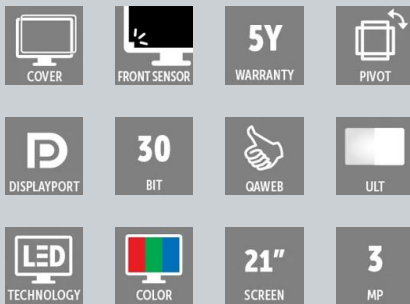 COVER
FRONT SENSOR
5Y
WARRANTY
PIVOT
D
DISPLAYPORT
30
BIT
QAWEB
ULT
LED
TECHNOLOGY
COLOR
21"
SCREEN
3
MP